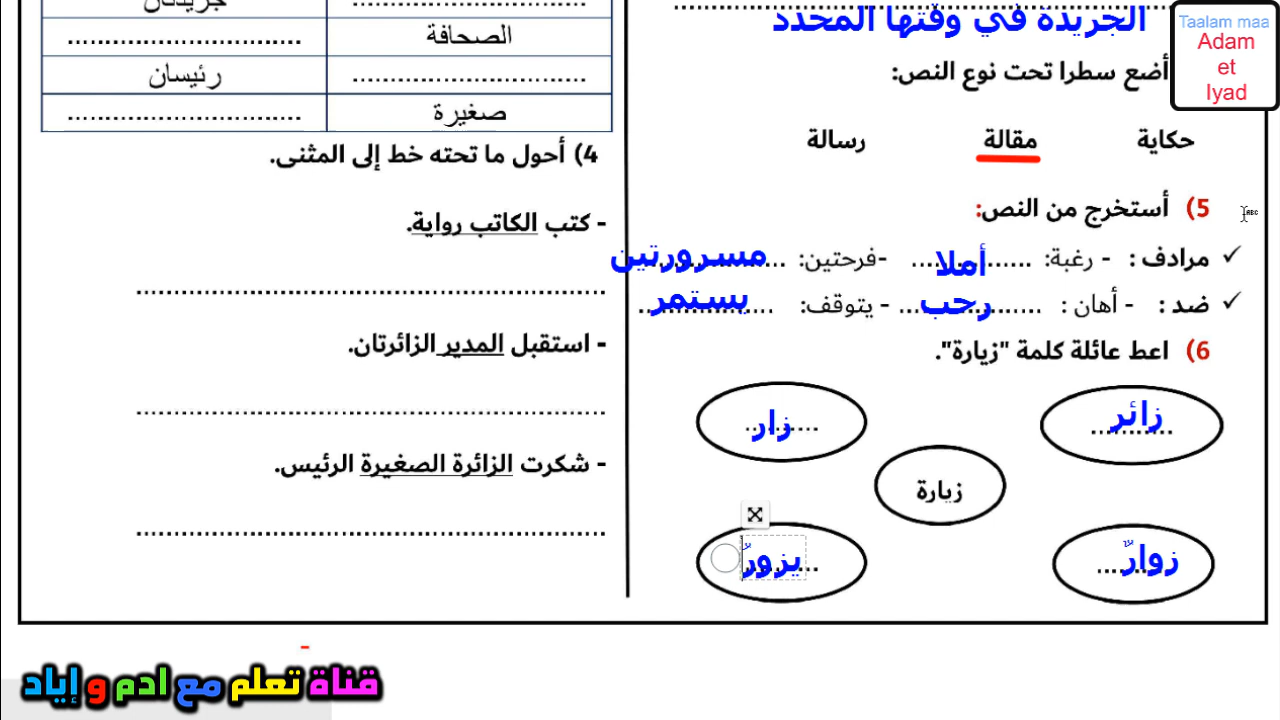 الجريدة في وقتها المحدد
Taalam maa
Adam
et
Iyad
أضع سطرا تحت نوع النص:
حكاية مقالة رسالة
5) أستخرج من النص:
✓ مرادف : - رغبة: أملا -فرحتين: مسرورتين
✓ ضد : - أهان : رحب - يتوقف: يستمر
6) اعط عائلة كلمة "زيارة".
زائر زار
زيارة
زوارٌ يزورٌ
جريدتان
الصحافة
رئيسان
صغيرة
4) أحول ما تحته خط إلى المثنى.
- كتب الكاتب رواية.
- استقبل المدير الزائرتان.
- شكرت الزائرة الصغيرة الرئيس.
قناة تعلم مع ادم و إياد